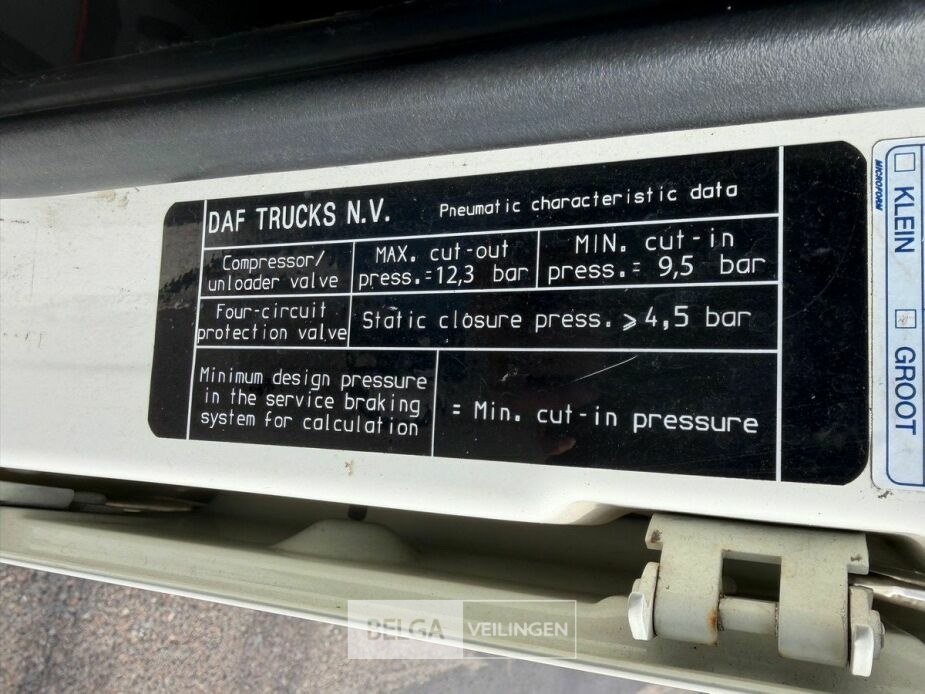 DAF TRUCKS N.V. Pneumatic characteristic data
Compressor/
unloader valve
MAX. cut-out
press.=12,3 bar
MIN. cut-in
press.= 9,5 bar
Four-circuit
protection valve
Static closure press. ⩾ 4,5 bar
Minimum design pressure
in the service braking
system for calculation
= Min. cut-in pressure
MICROFORM
KLEIN
GROOT
BELGA VEILINGEN